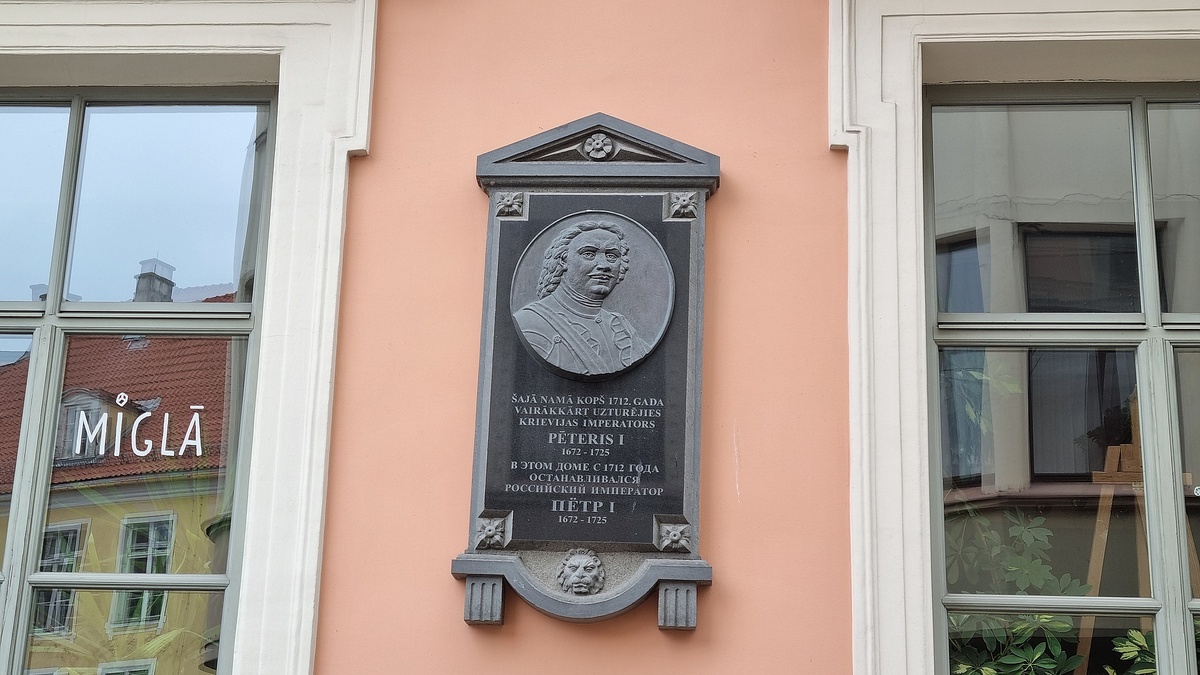 MIGLĀ
ŠAJĀ NAMĀ KOPŠ 1712. GADA
VAIRĀKKĀRT UZTURĒJIES
KRIEVIJAS IMPERATORS
PĒTERIS I
1672 - 1725
В ЭТОМ ДОМЕ С 1712 ГОДА
ОСТАНАВЛИВАЛСЯ
РОССИЙСКИЙ ИМПЕРАТОР
ПЁТР I
1672 - 1725